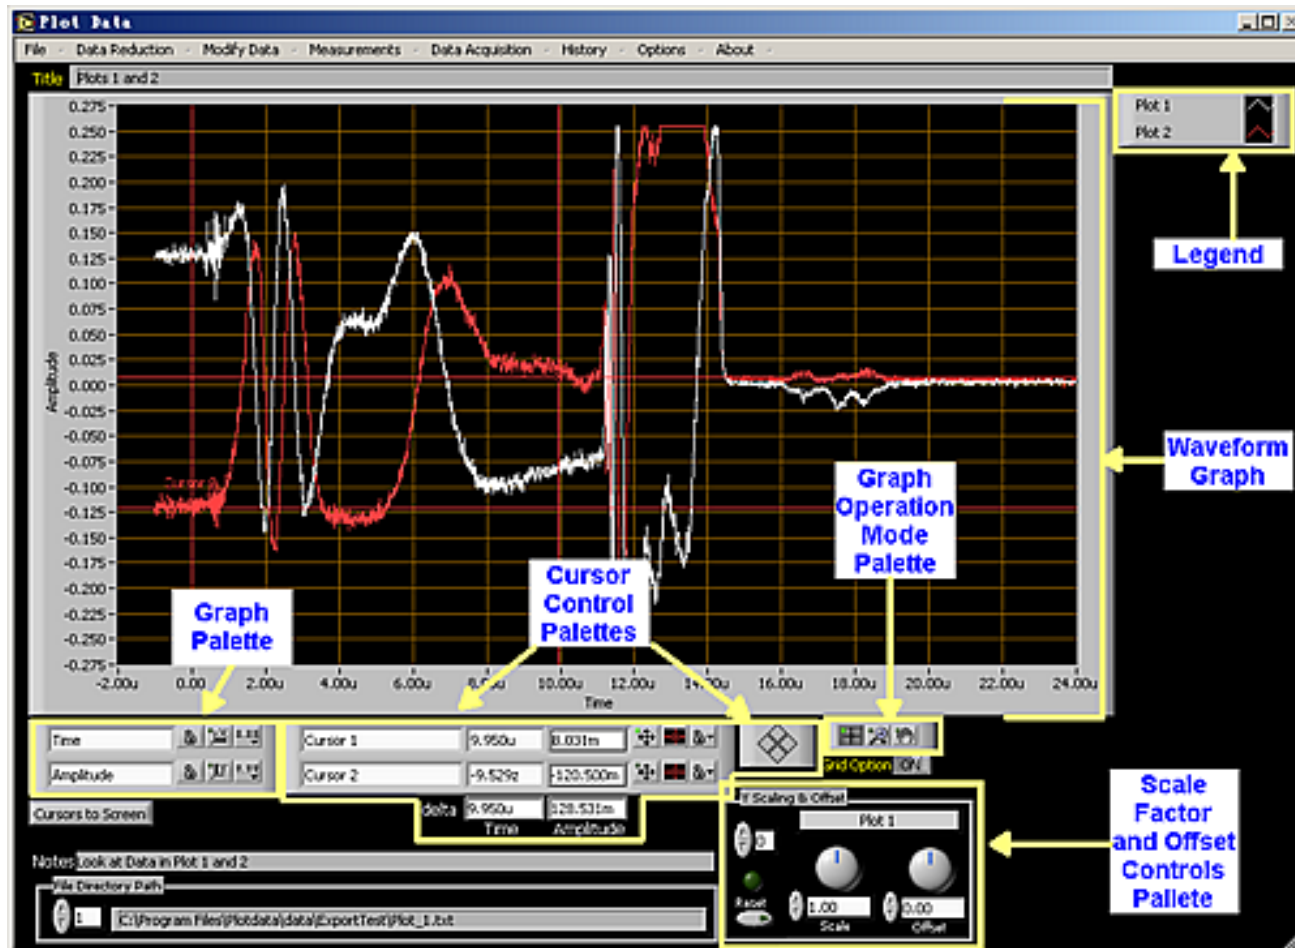 Plot Data
File Data Reduction Modify Data Measurements Data Acquisition History Options About
Title Plots 1 and 2
Plot 1
Plot 2
Legend
0.275
0.250
0.225
0.200
0.175
0.150
0.125
0.100
0.075
0.050
0.025
0.000
-0.025
-0.050
-0.075
-0.100
-0.125
-0.150
-0.175
-0.200
-0.225
-0.250
-0.275
Amplitude
Cursor 2
-2.00u 0.00 2.00u 4.00u 6.00u 8.00u 10.00u 12.00u 14.00u 16.00u 18.00u 20.00u 22.00u 24.00u
Time
Waveform
Graph
Graph
Operation
Mode
Palette
Cursor
Control
Palettes
Graph
Palette
Time
Amplitude
Cursor 1 9.950u 8.031m
Cursor 2 -9.529z -120.500m
delta 9.950u 128.531m
Time Amplitude
Grid Option ON
Cursors to Screen
Y Scaling & Offset
Plot 1
0
Reset
1.00 0.00
Scale Offset
Scale
Factor
and Offset
Controls
Pallete
Notes Look at Data in Plot 1 and 2
File Directory Path
1 C:\Program Files\Plotdata\data\ExportTest\Plot_1.txt